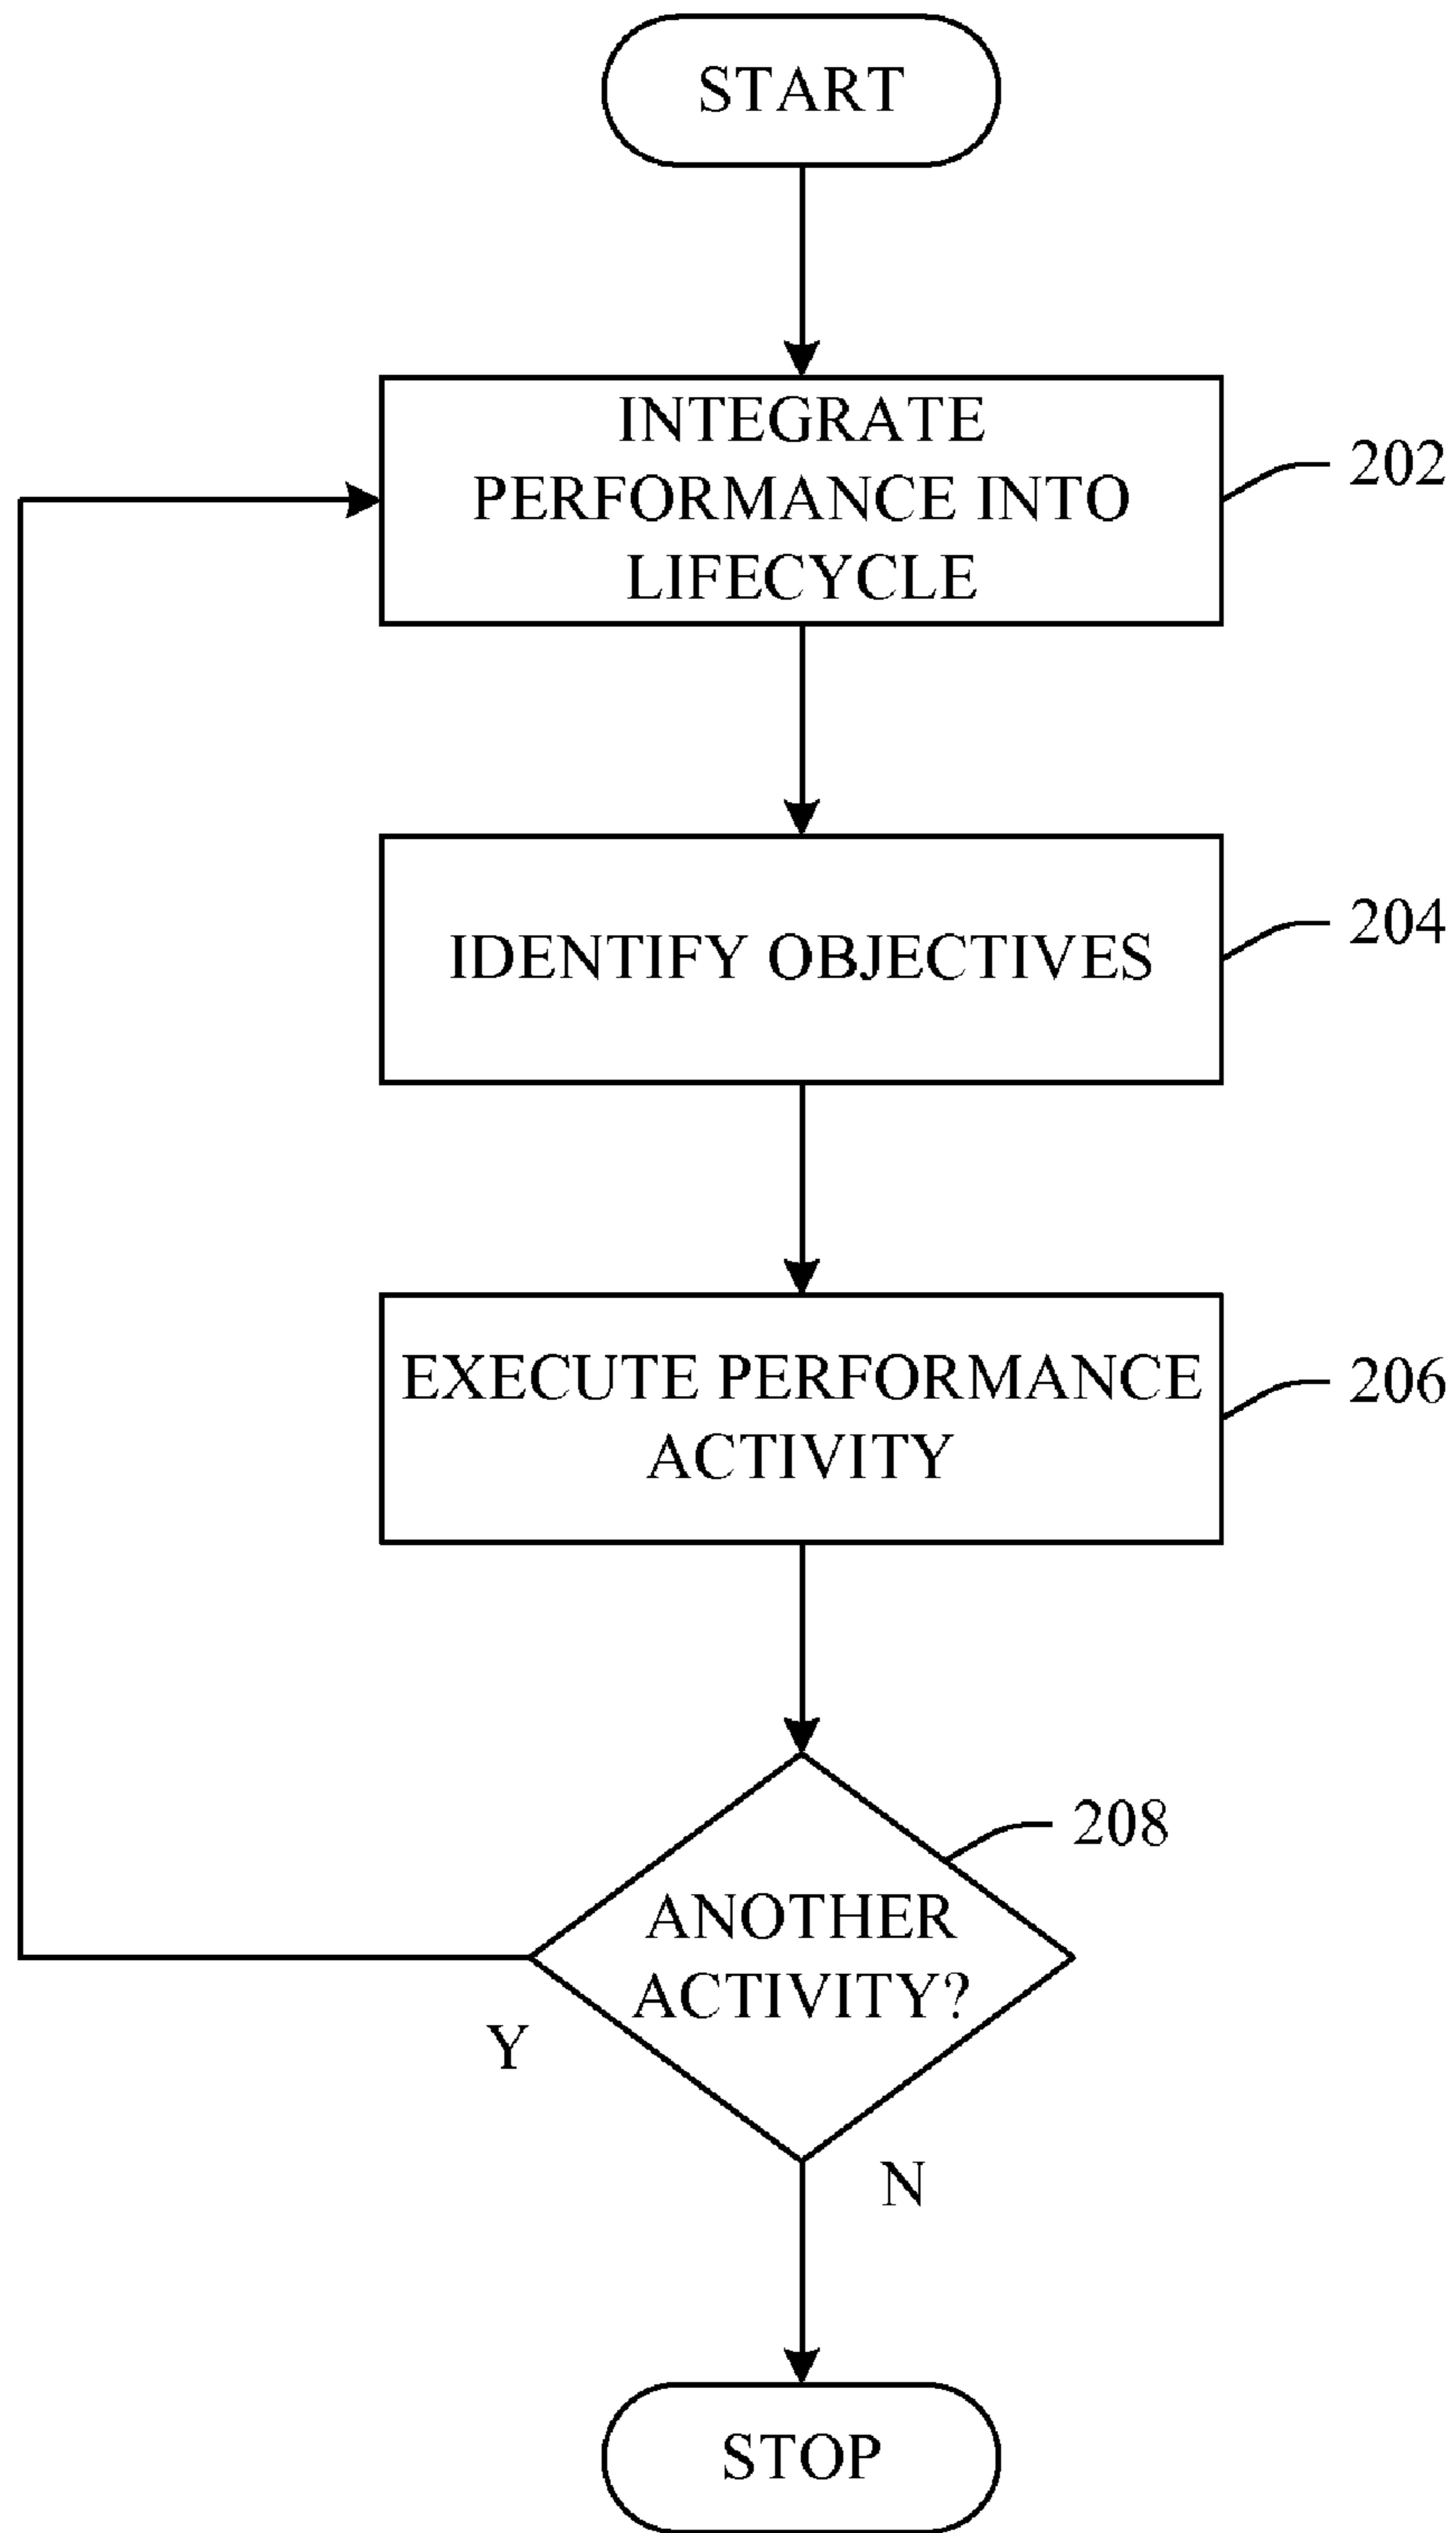 START
INTEGRATE
PERFORMANCE INTO
LIFECYCLE
202
IDENTIFY OBJECTIVES
204
EXECUTE PERFORMANCE
ACTIVITY
206
208
ANOTHER
ACTIVITY?
Y
N
STOP